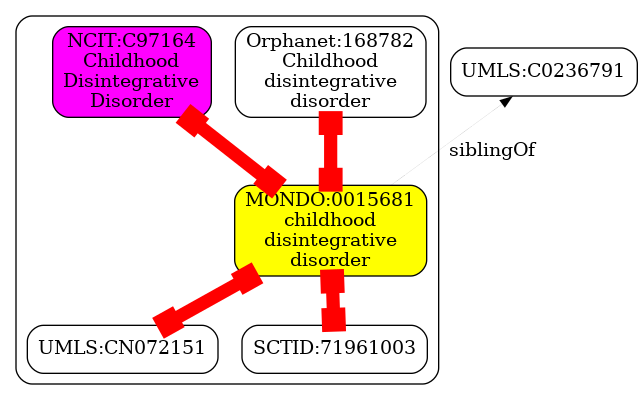 NCIT:C97164
Childhood
Disintegrative
Disorder
Orphanet:168782
Childhood
disintegrative
disorder
UMLS:C0236791
siblingOf
MONDO:0015681
childhood
disintegrative
disorder
UMLS:CN072151
SCTID:71961003